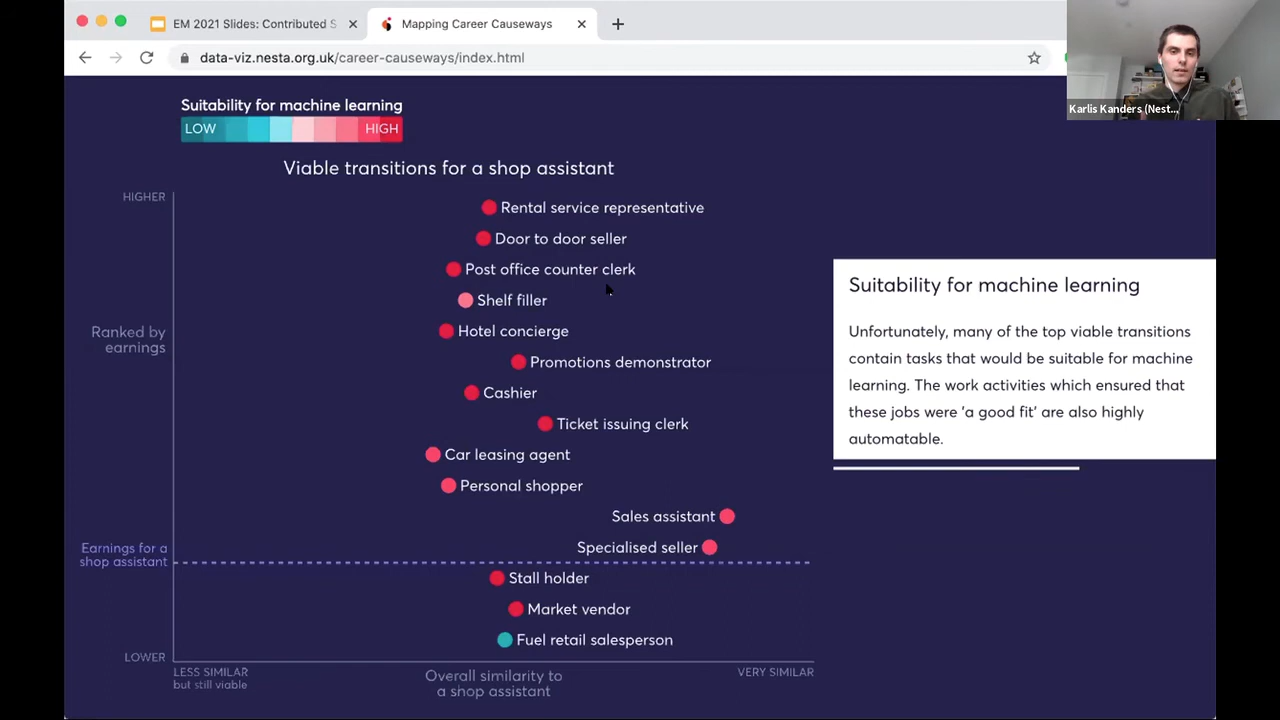 EM 2021 Slides: Contributed S
Mapping Career Causeways
data-viz.nesta.org.uk/career-causeways/index.html
Karlis Kanders (Nest...
Suitability for machine learning
LOW HIGH
Viable transitions for a shop assistant
HIGHER
Rental service representative
Door to door seller
Post office counter clerk
Shelf filler
Ranked by
earnings
Hotel concierge
Promotions demonstrator
Cashier
Ticket issuing clerk
Car leasing agent
Personal shopper
Sales assistant
Specialised seller
Earnings for a
shop assistant
Stall holder
Market vendor
Fuel retail salesperson
LOWER
LESS SIMILAR
but still viable
Overall similarity to
a shop assistant
VERY SIMILAR
Suitability for machine learning
Unfortunately, many of the top viable transitions
contain tasks that would be suitable for machine
learning. The work activities which ensured that
these jobs were 'a good fit' are also highly
automatable.